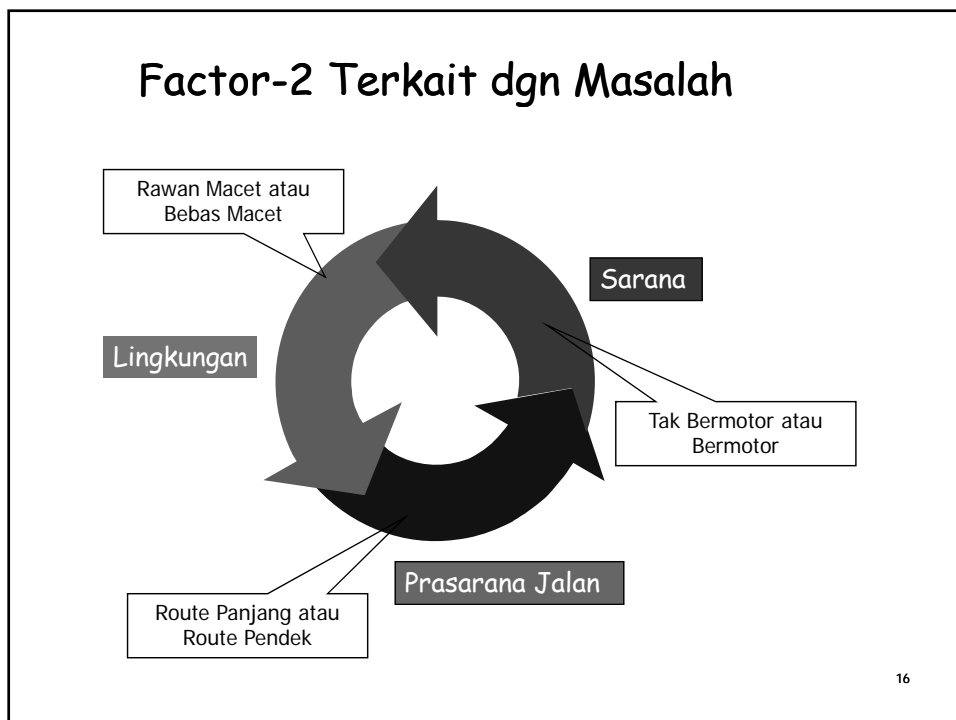 Factor-2 Terkait dgn Masalah
Rawan Macet atau
Bebas Macet
Sarana
Lingkungan
Tak Bermotor atau
Bermotor
Prasarana Jalan
Route Panjang atau
Route Pendek
16